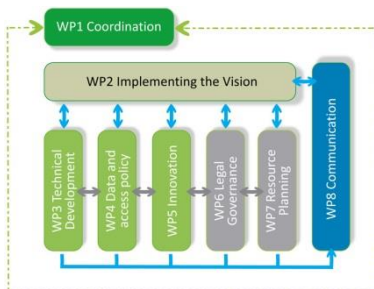 WP1 Coordination
WP2 Implementing the Vision
WP3 Technical
Development
WP4 Data and
access policy
WP5 Innovation
WP6 Legal
Governance
WP7 Resource
Planning
WP8 Communication